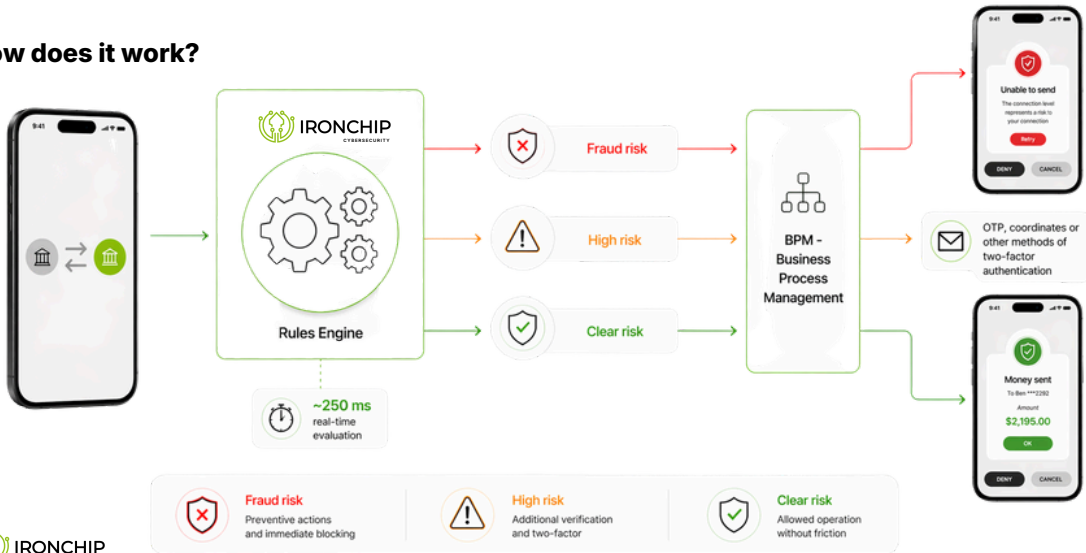 ow does it work?
9:41
IRONCHIP
CYBERSECURITY
Rules Engine
~250 ms
real-time
evaluation
Fraud risk
High risk
Clear risk
BPM -
Business
Process
Management
9:41
Unable to send
The connection level
represents a risk to
your connection
Retry
DENY CANCEL
OTP, coordinates or
other methods of
two-factor
authentication
9:41
Money sent
To Ben ***2282
Amount
$2,195.00
OK
DENY CANCEL
Fraud risk
Preventive actions
and immediate blocking
High risk
Additional verification
and two-factor
Clear risk
Allowed operation
without friction
IRONCHIP